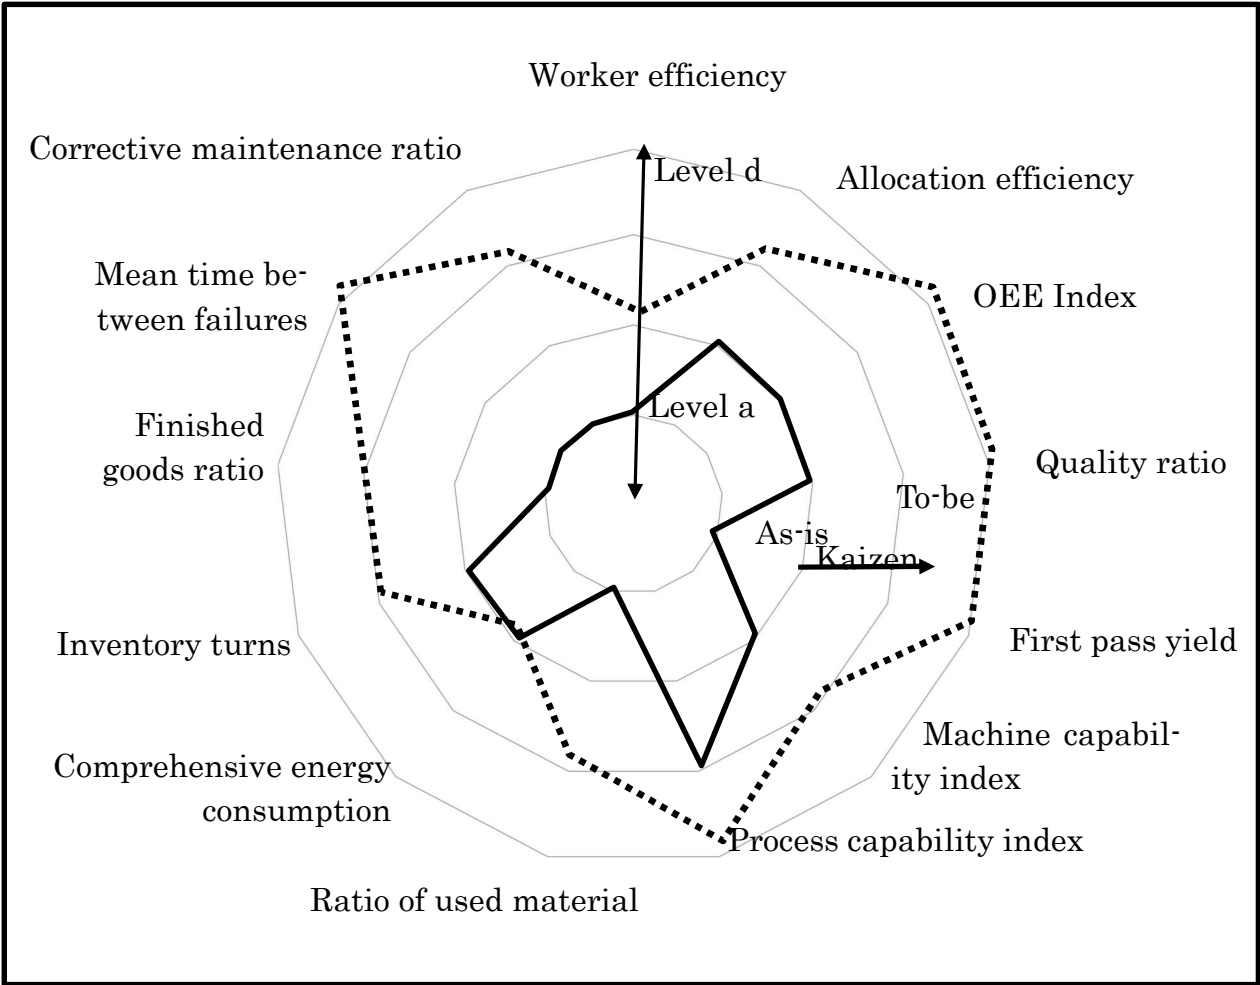 Worker efficiency
Corrective maintenance ratio
Level d
Allocation efficiency
Mean time be-
tween failures
OEE Index
Level a
Finished
goods ratio
Quality ratio
To-be
As-is
Kaizen
Inventory turns
First pass yield
Machine capabil-
ity index
Comprehensive energy
consumption
Process capability index
Ratio of used material